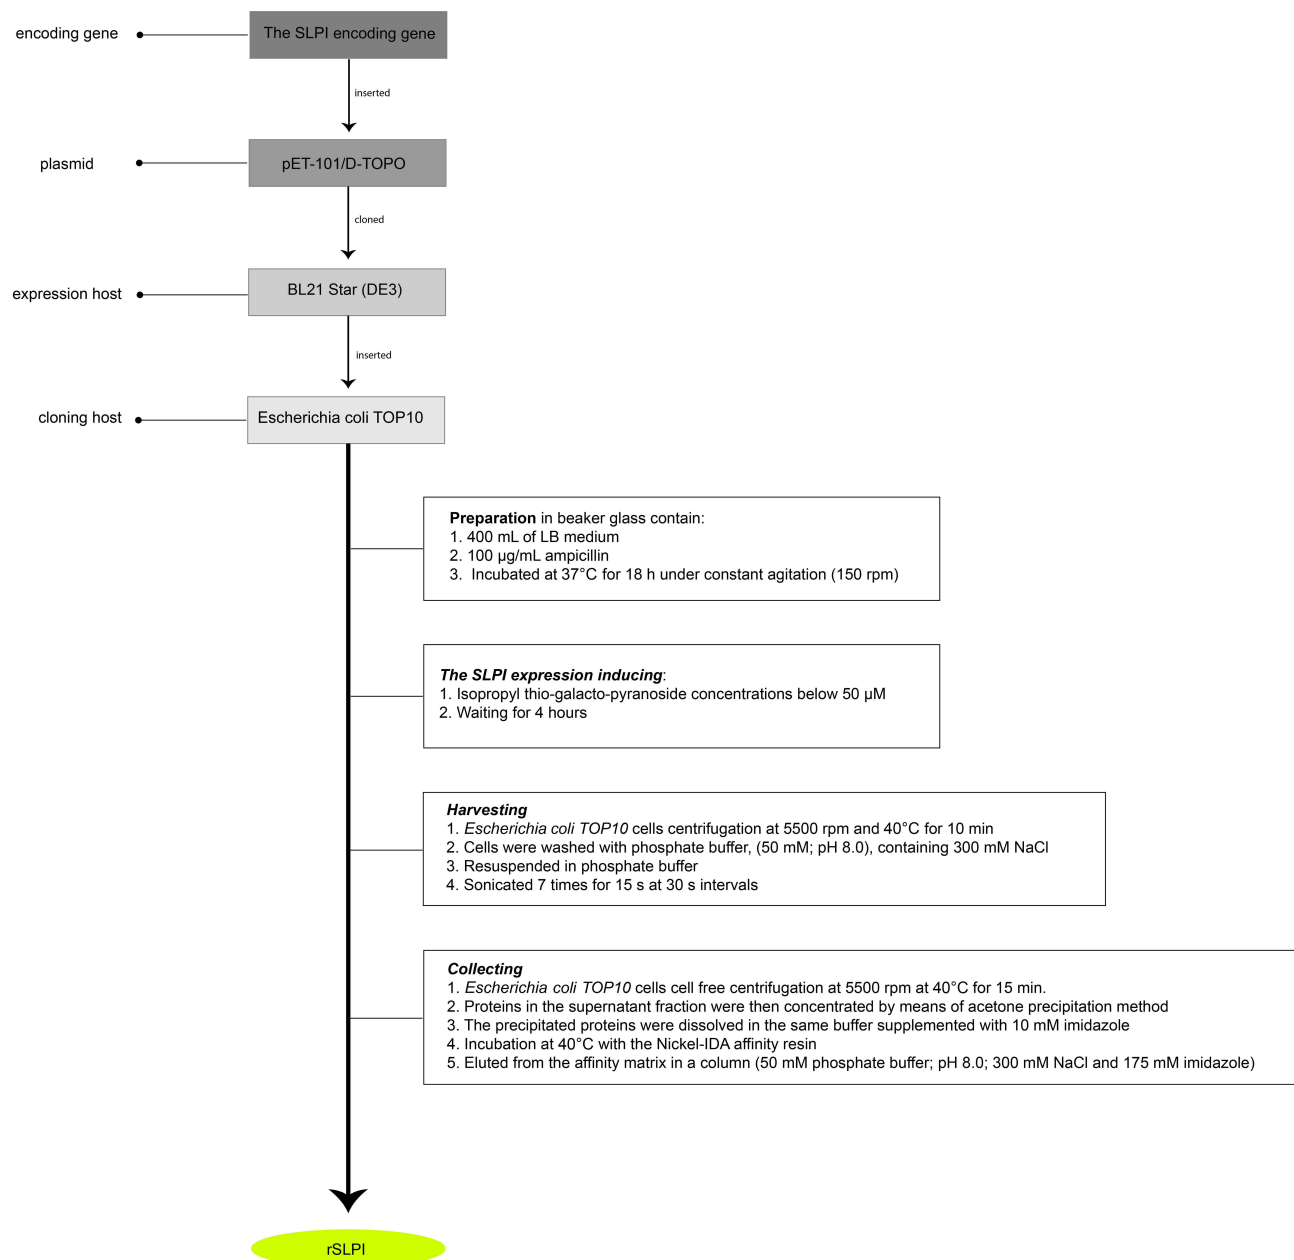 encoding gene
The SLPI encoding gene
inserted
plasmid
pET-101/D-TOPO
cloned
expression host
BL21 Star (DE3)
inserted
cloning host
Escherichia coli TOP10
Preparation in beaker glass contain:
1. 400 mL of LB medium
2. 100 µg/mL ampicillin
3.  Incubated at 37°C for 18 h under constant agitation (150 rpm)
The SLPI expression inducing:
1. Isopropyl thio-galacto-pyranoside concentrations below 50 µM
2. Waiting for 4 hours
Harvesting
1. Escherichia coli TOP10 cells centrifugation at 5500 rpm and 40°C for 10 min
2. Cells were washed with phosphate buffer, (50 mM; pH 8.0), containing 300 mM NaCl
3. Resuspended in phosphate buffer
4. Sonicated 7 times for 15 s at 30 s intervals
Collecting
1. Escherichia coli TOP10 cells cell free centrifugation at 5500 rpm at 40°C for 15 min.
2. Proteins in the supernatant fraction were then concentrated by means of acetone precipitation method
3. The precipitated proteins were dissolved in the same buffer supplemented with 10 mM imidazole
4. Incubation at 40°C with the Nickel-IDA affinity resin
5. Eluted from the affinity matrix in a column (50 mM phosphate buffer; pH 8.0; 300 mM NaCl and 175 mM imidazole)
rSLPI